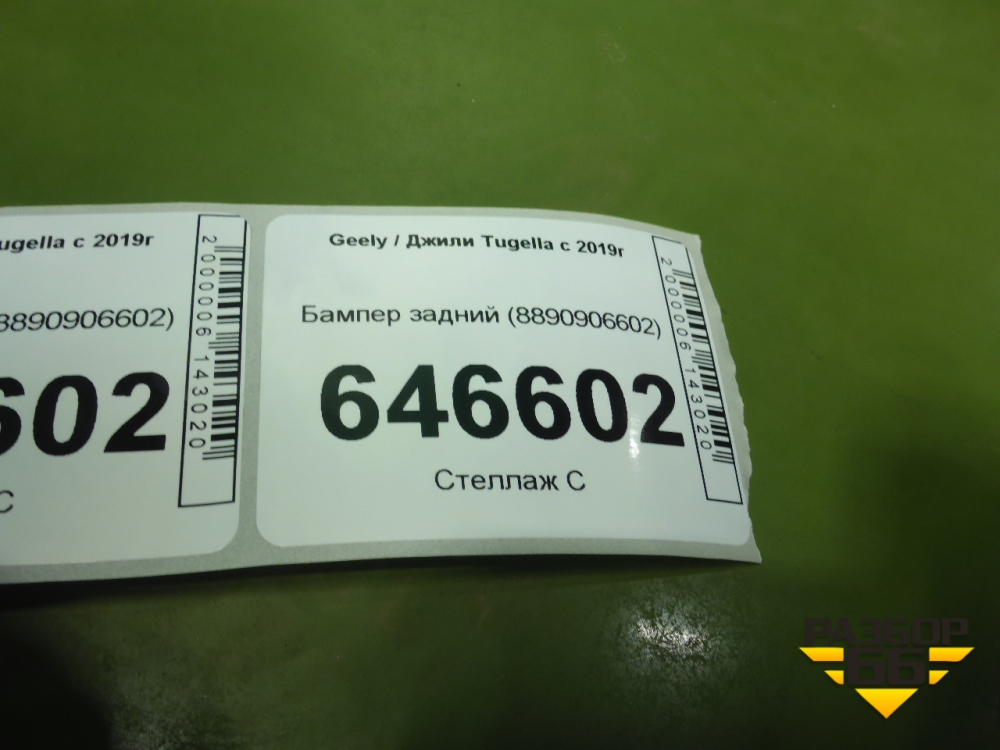 ugella с 2019г
8890906602)
602
С
2000006143020
Geely / Джили Tugella с 2019г
Бампер задний (8890906602)
646602
Стеллаж С
2000006143020
РАЗБОР
66